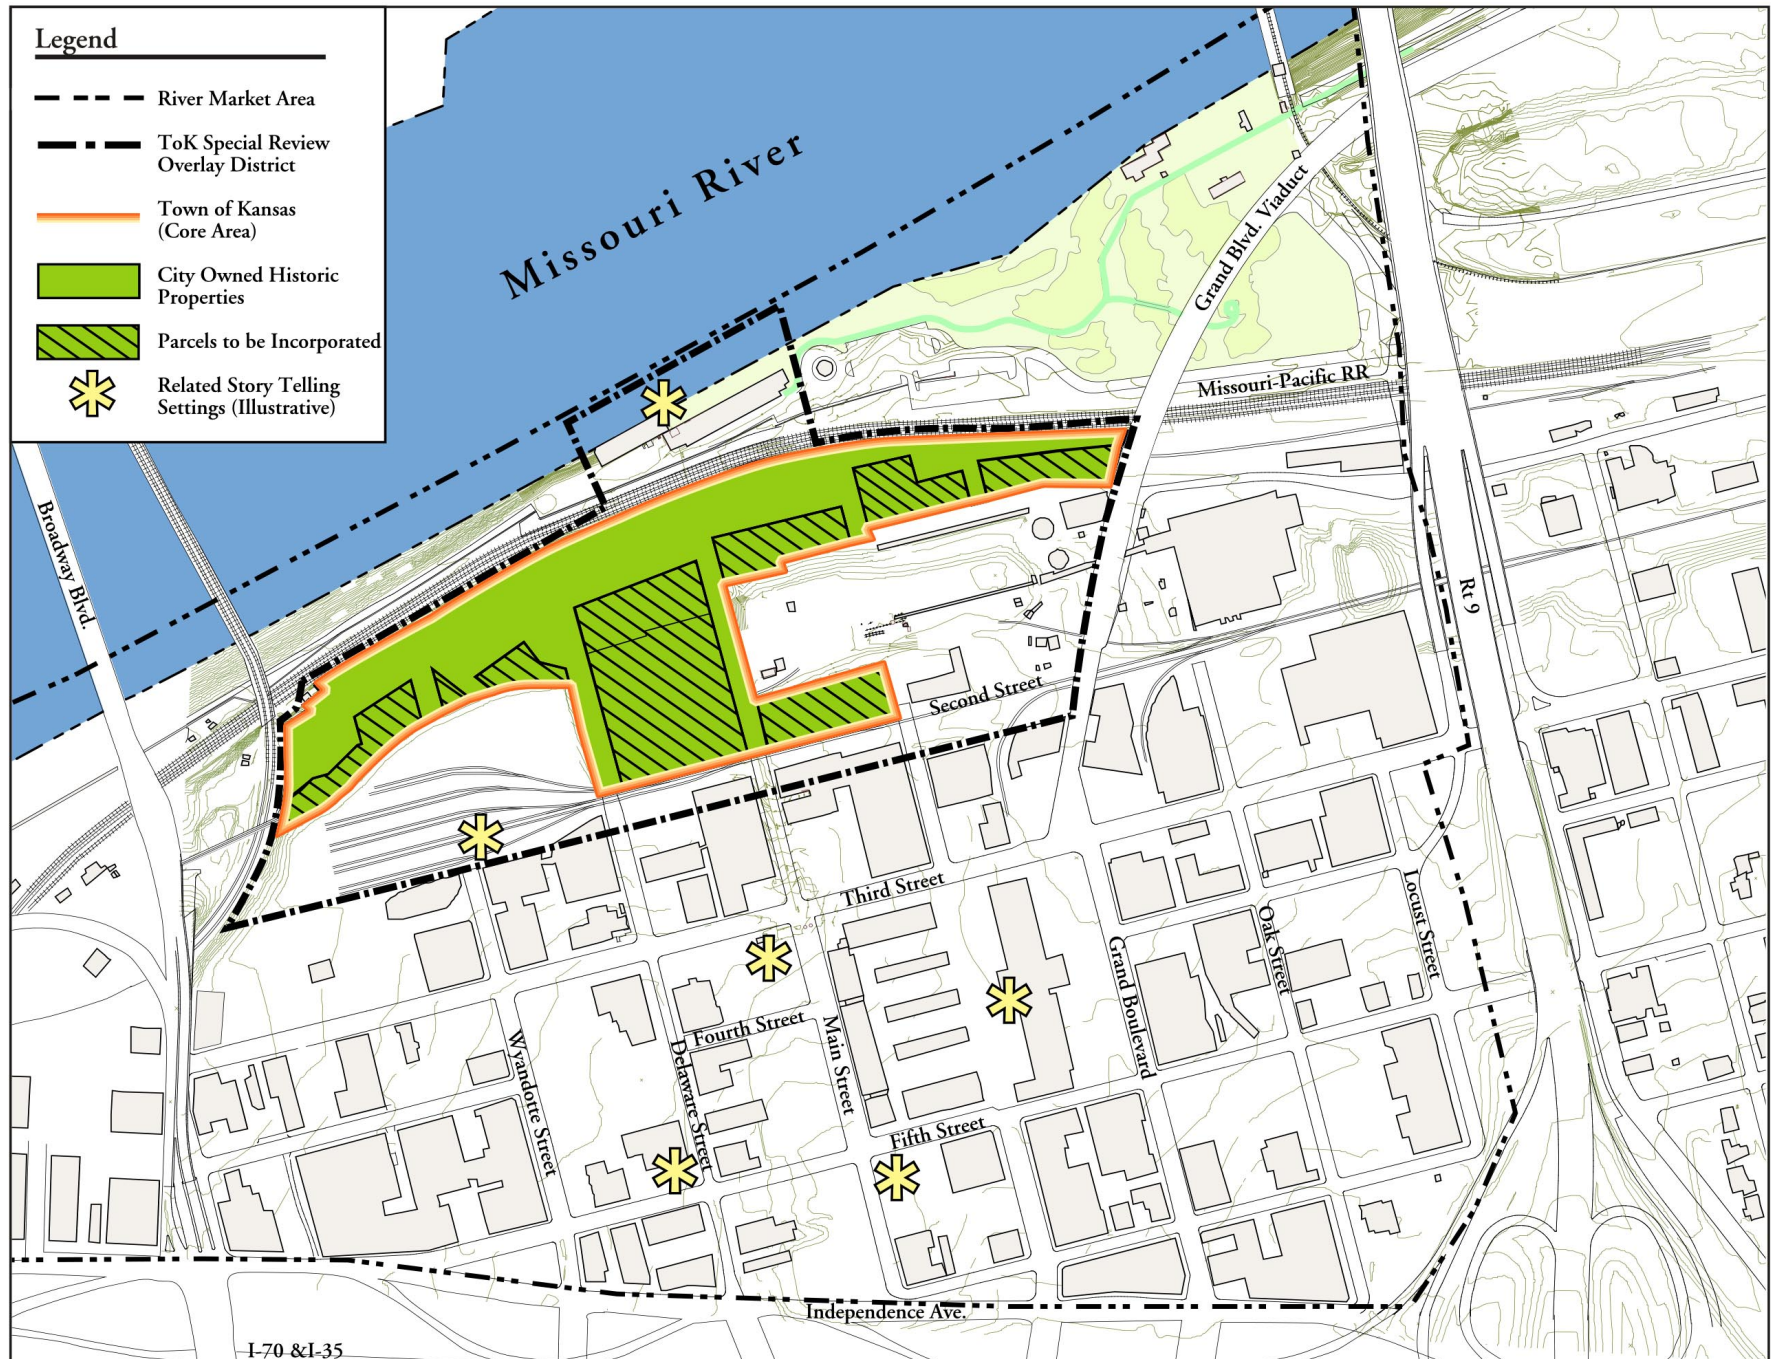 Legend
River Market Area
ToK Special Review
Overlay District
Town of Kansas
(Core Area)
City Owned Historic
Properties
Parcels to be Incorporated
Related Story Telling
Settings (Illustrative)
Missouri River
Grand Blvd. Viaduct
Missouri-Pacific RR
Broadway Blvd.
Rt 9
Second Street
Third Street
Locust Street
Oak Street
Grand Boulevard
Fourth Street
Main Street
Wyandotte Street
Delaware Street
Fifth Street
Independence Ave.
I-70 &I-35